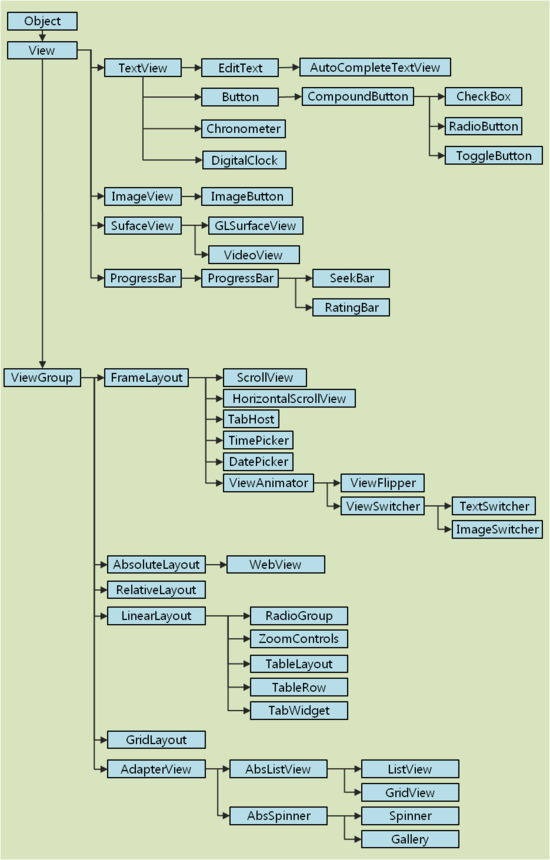 Object
View
TextView EditText AutoCompleteTextView
Button CompoundButton CheckBox
Chronometer RadioButton
DigitalClock ToggleButton
ImageView ImageButton
SufaceView GLSurfaceView
VideoView
ProgressBar ProgressBar SeekBar
RatingBar
ViewGroup FrameLayout ScrollView
HorizontalScrollView
TabHost
TimePicker
DatePicker
ViewAnimator ViewFlipper
ViewSwitcher TextSwitcher
ImageSwitcher
AbsoluteLayout WebView
RelativeLayout
LinearLayout RadioGroup
ZoomControls
TableLayout
TableRow
TabWidget
GridLayout
AdapterView AbsListView ListView
GridView
AbsSpinner Spinner
Gallery